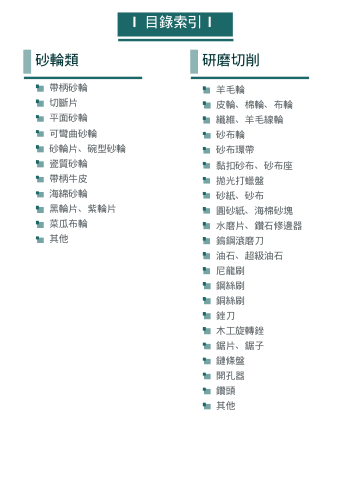 I 目錄索引 I
砂輪類
帶柄砂輪
切斷片
平面砂輪
可彎曲砂輪
砂輪片、碗型砂輪
瓷質砂輪
帶柄牛皮
海綿砂輪
黑輪片、紫輪片
菜瓜布輪
其他
研磨切削
羊毛輪
皮輪、棉輪、布輪
纖維、羊毛線輪
砂布輪
砂布環帶
黏扣砂布、砂布座
拋光打蠟盤
砂紙、砂布
圓砂紙、海棉砂塊
水磨片、鑽石修邊器
鎢鋼滾磨刀
油石、超級油石
尼龍刷
鋼絲刷
銅絲刷
銼刀
木工旋轉銼
鋸片、鋸子
鏈條盤
開孔器
鑽頭
其他